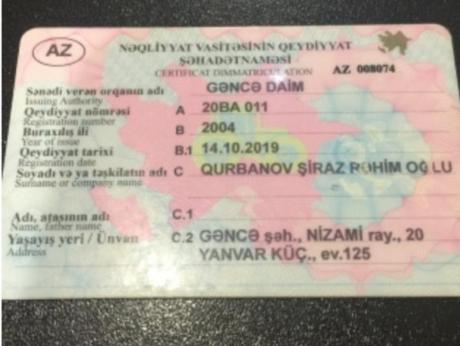 AZ
NƏQLİYYAT VASİTƏSİNİN QEYDİYYAT
ŞƏHADƏTNAMƏSİ
CERTIFICAT DIMMATRICULATION AZ 008074
Sənədi verən orqanın adı GƏNCƏ DAİM
Issuing Authority
Qeydiyyat nömrəsi A 20BA 011
Registration number
Buraxılış ili B 2004
Year of issue
Qeydiyyat tarixi B.1 14.10.2019
Registration date
Soyadı və ya təşkilatın adı C QURBANOV ŞİRAZ RƏHİM OĞLU
Surname or company name
Adı, atasının adı C.1
Name, father name
Yaşayış yeri / Ünvan C.2 GƏNCƏ şəh., NİZAMİ ray., 20
Address YANVAR KÜÇ., ev.125